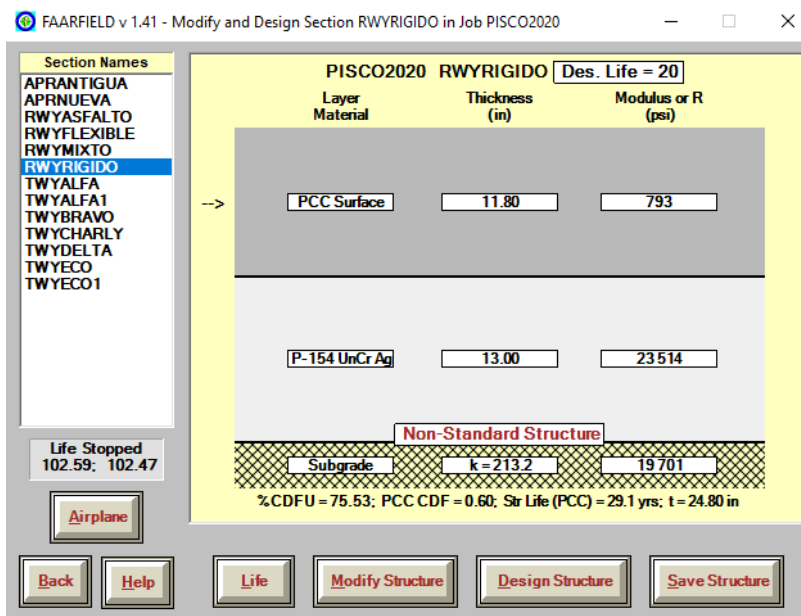 FAARFIELD v 1.41 - Modify and Design Section RWYRIGIDO in Job PISCO2020
Section Names
APRANTIGUA
APRNUEVA
RWYASFALTO
RWYFLEXIBLE
RWYMIXTO
RWYRIGIDO
TWYALFA
TWYALFA1
TWYBRAVO
TWYCHARLY
TWYDELTA
TWYECO
TWYECO1
Life Stopped
102.59; 102.47
Airplane
Back
Help
PISCO2020 RWYRIGIDO Des. Life = 20
Layer Thickness Modulus or R
Material (in) (psi)
--> PCC Surface 11.80 793
P-154 UnCr Ag 13.00 23 514
Non-Standard Structure
Subgrade k = 213.2 19 701
%CDFU = 75.53; PCC CDF = 0.60; Str Life (PCC) = 29.1 yrs; t = 24.80 in
Life
Modify Structure
Design Structure
Save Structure